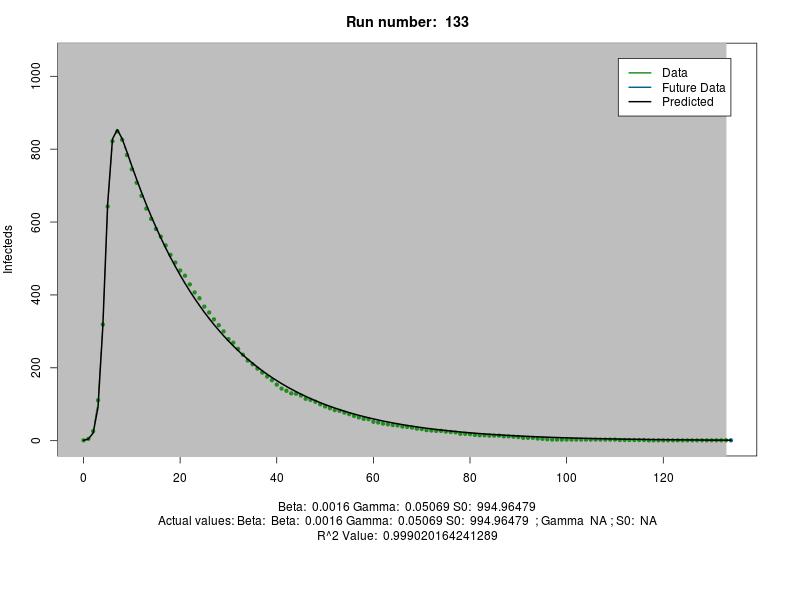 Run number: 133
Data
Future Data
Predicted
Infecteds
0
200
400
600
800
1000
0 20 40 60 80 100 120
Beta: 0.0016 Gamma: 0.05069 S0: 994.96479
Actual values: Beta: Beta: 0.0016 Gamma: 0.05069 S0: 994.96479 ; Gamma NA ; S0: NA
R^2 Value: 0.999020164241289